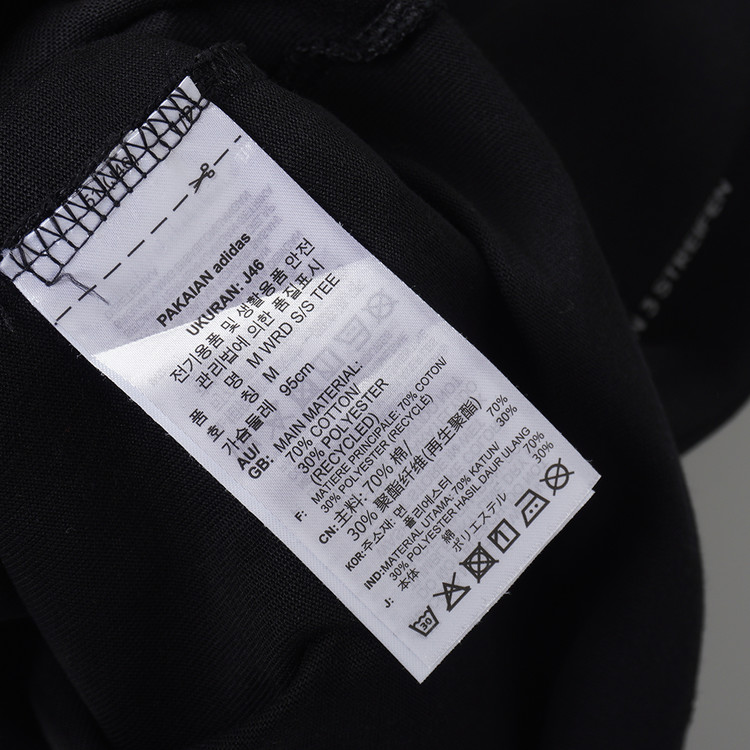 PAKAIAN adidas
UKURAN: J46
전기용품 및 생활용품 안전
관리법에 의한 품질표시
품 명 M WRD S/S TEE
호 칭 M
가슴둘레 95cm
AU/
GB: MAIN MATERIAL:
70% COTTON/
30% POLYESTER
(RECYCLED)
F: MATIERE PRINCIPALE: 70% COTON/
30% POLYESTER (RECYCLÉ)
CN: 主料: 70% 棉/
30% 聚酯纤维(再生聚酯)
KOR: 주소재: 면 70%
폴리에스터 30%
IND: MATERIAL UTAMA: 70% KATUN/
30% POLYESTER HASIL DAUR ULANG
J: 本体 綿 70%
ポリエステル 30%
30
3 STREIFEN